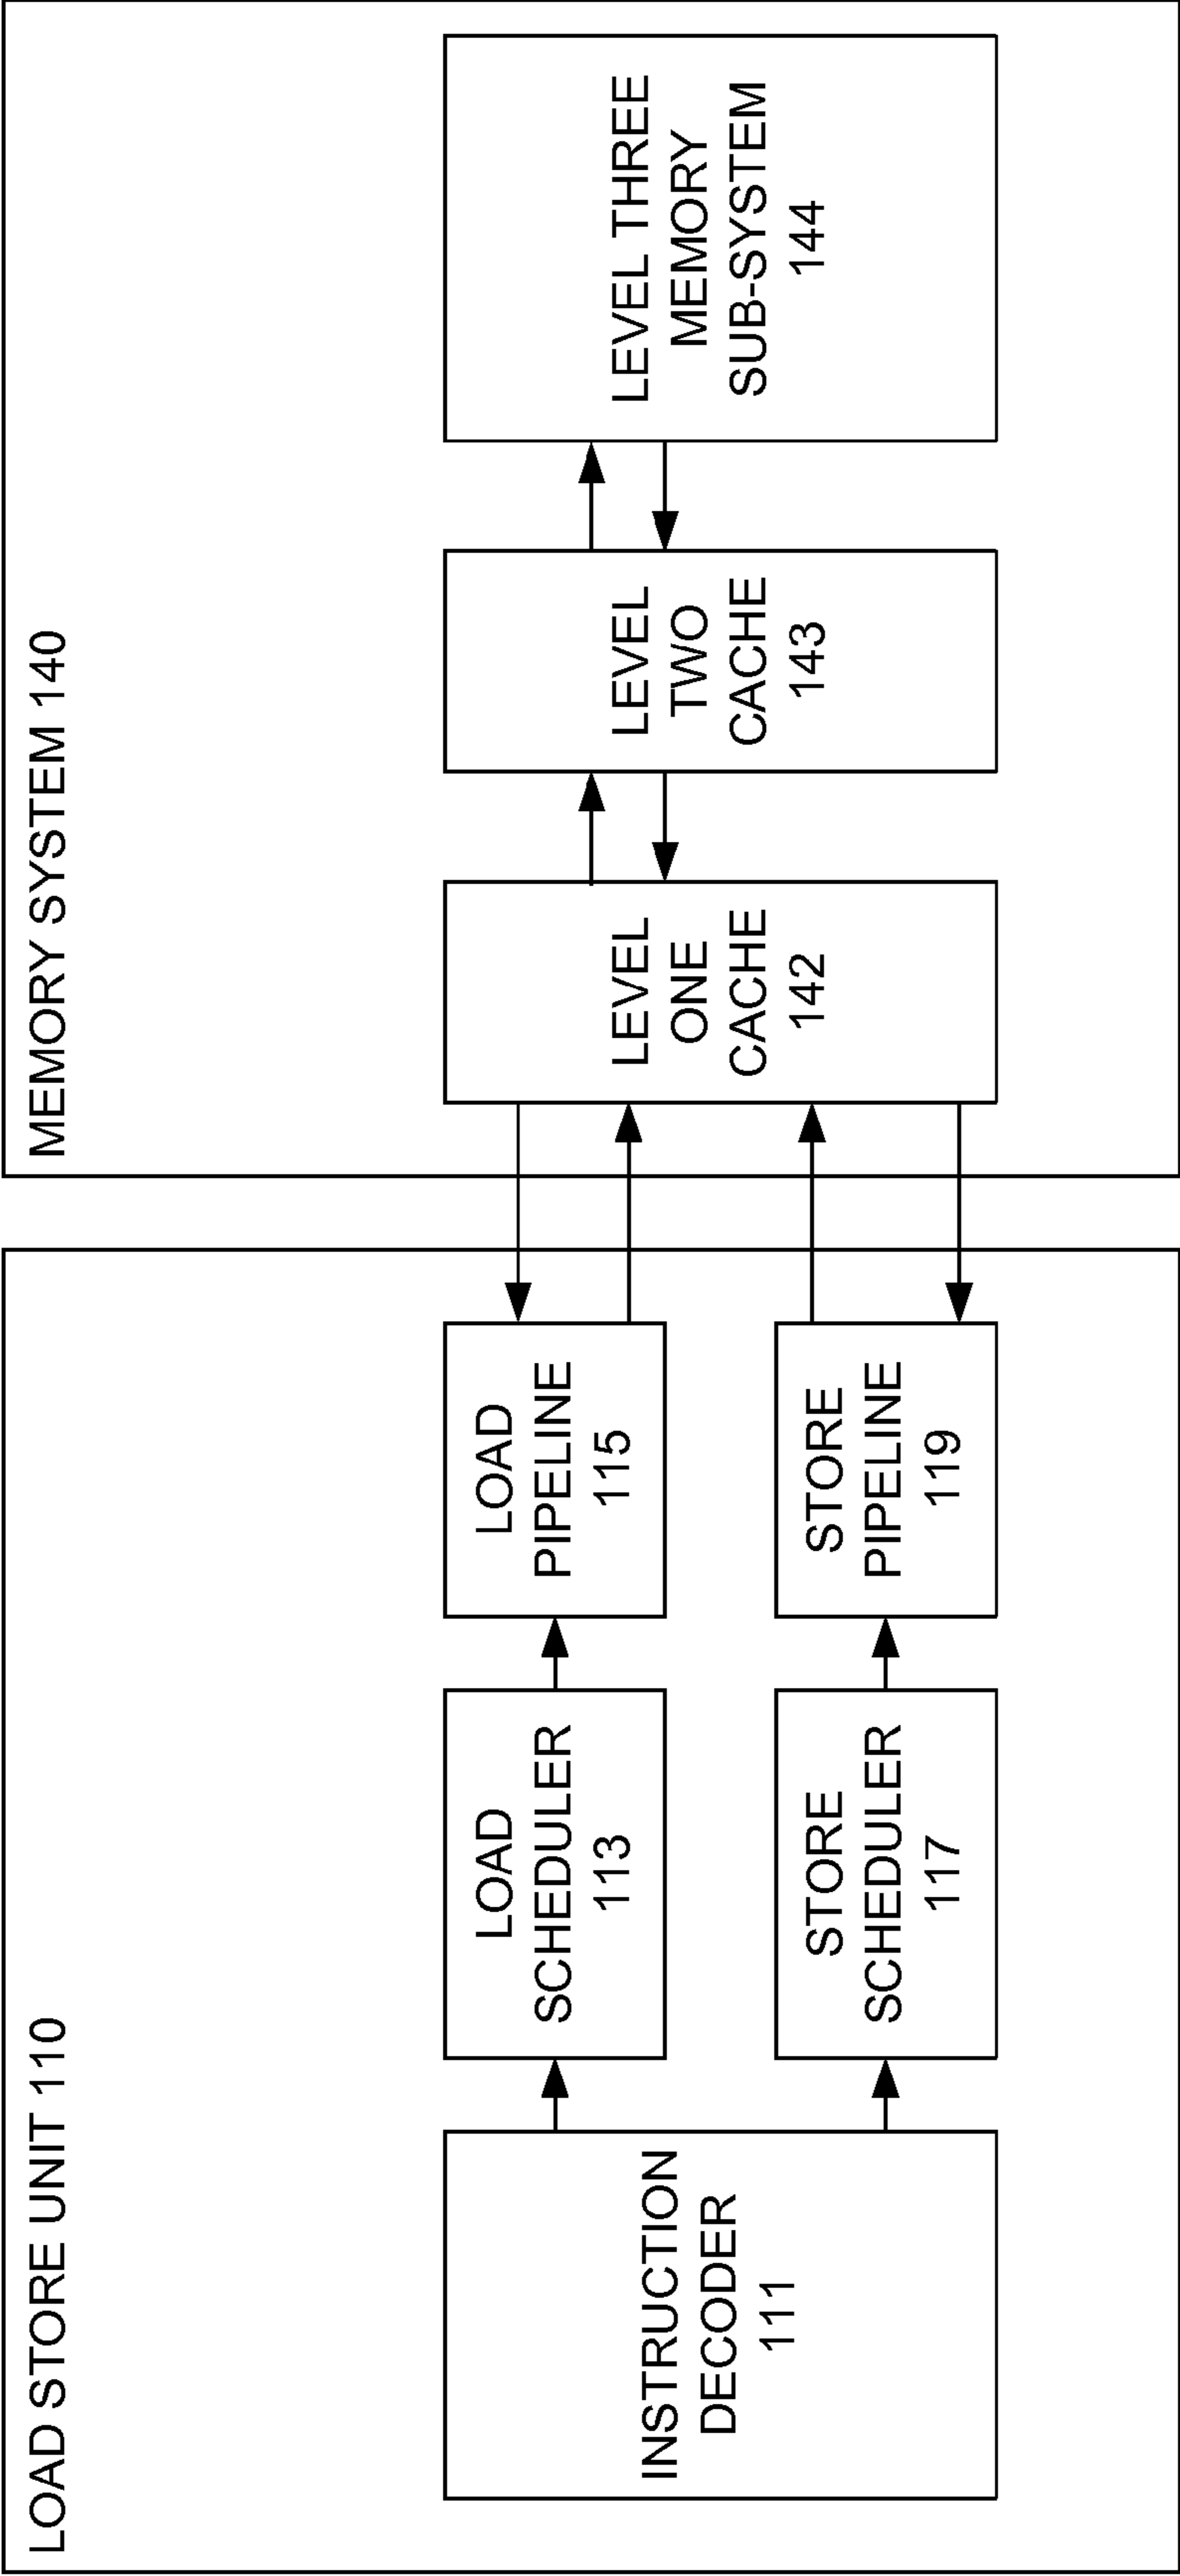 LOAD STORE UNIT 110
INSTRUCTION
DECODER
111
LOAD
SCHEDULER
113
LOAD
PIPELINE
115
STORE
SCHEDULER
117
STORE
PIPELINE
119
MEMORY SYSTEM 140
LEVEL
ONE
CACHE
142
LEVEL
TWO
CACHE
143
LEVEL THREE
MEMORY
SUB-SYSTEM
144